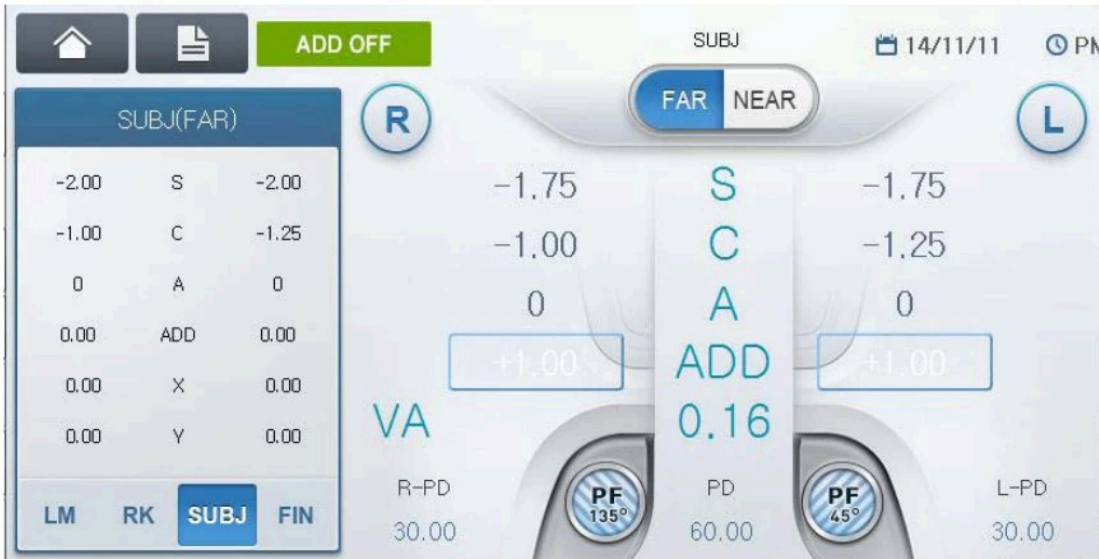 ADD OFF
SUBJ
14/11/11
FAR NEAR
R
L
SUBJ(FAR)
-2.00 S -2.00
-1.00 C -1.25
0 A 0
0.00 ADD 0.00
0.00 X 0.00
0.00 Y 0.00
LM RK SUBJ FIN
-1.75 S -1.75
-1.00 C -1.25
0 A 0
+1.00 ADD +1.00
VA 0.16
R-PD PD L-PD
PF 135° PF 45°
30.00 60.00 30.00